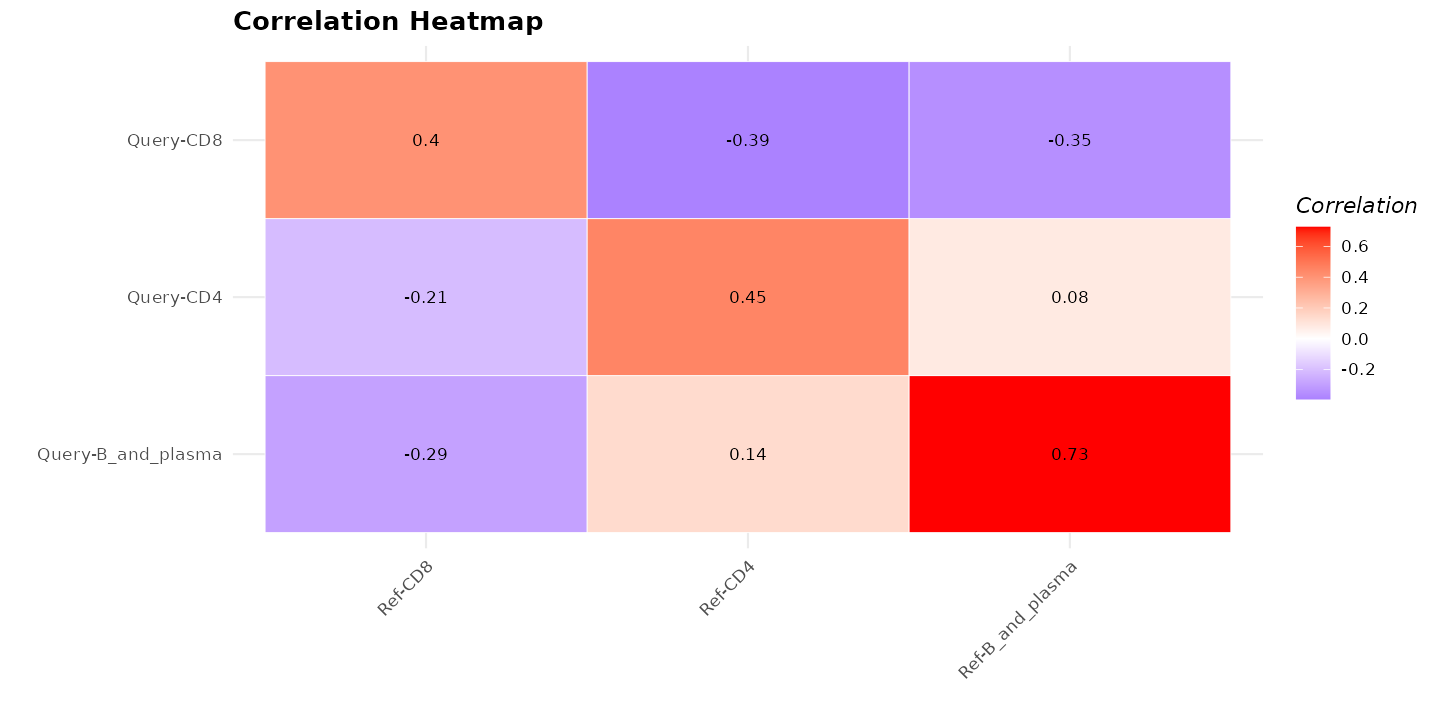 Correlation Heatmap
Query-CD8
0.4
-0.39
-0.35
Query-CD4
-0.21
0.45
0.08
Query-B_and_plasma
-0.29
0.14
0.73
Ref-CD8
Ref-CD4
Ref-B_and_plasma
Correlation
0.6
0.4
0.2
0.0
-0.2